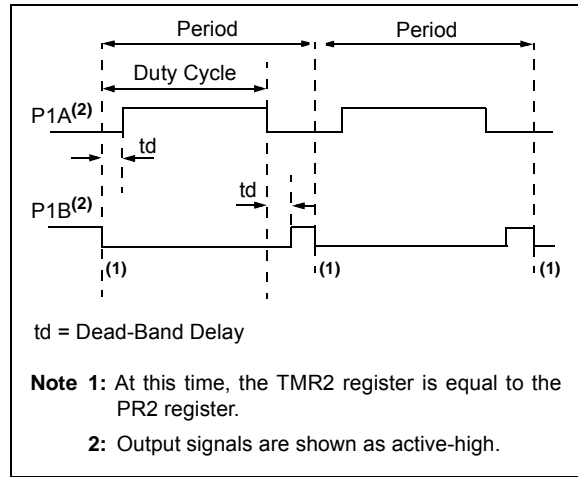 Period Period
Duty Cycle
P1A(2)
td
td
P1B(2)
(1) (1) (1)
td = Dead-Band Delay
Note 1: At this time, the TMR2 register is equal to the
PR2 register.
2: Output signals are shown as active-high.